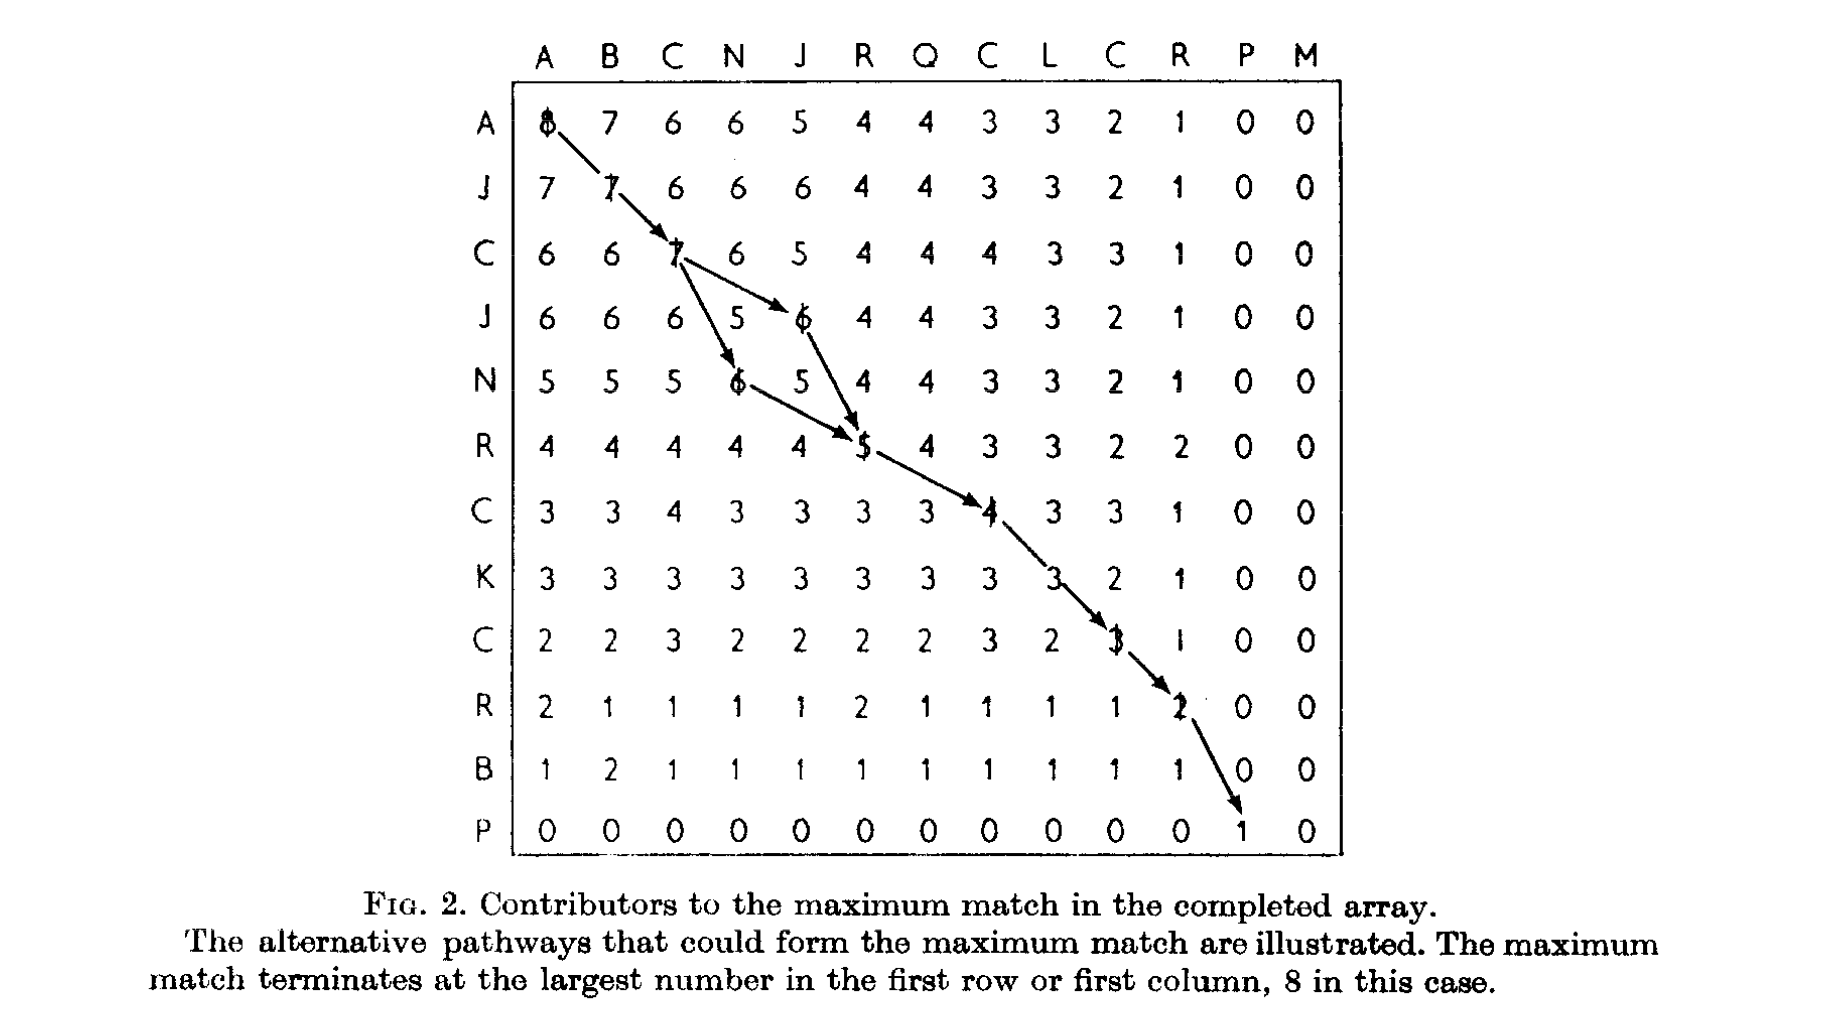 A B C N J R Q C L C R P M
A 8 7 6 6 5 4 4 3 3 2 1 0 0
J 7 7 6 6 6 4 4 3 3 2 1 0 0
C 6 6 7 6 5 4 4 4 3 3 1 0 0
J 6 6 6 5 6 4 4 3 3 2 1 0 0
N 5 5 5 6 5 4 4 3 3 2 1 0 0
R 4 4 4 4 4 5 4 3 3 2 2 0 0
C 3 3 4 3 3 3 3 4 3 3 1 0 0
K 3 3 3 3 3 3 3 3 3 2 1 0 0
C 2 2 3 2 2 2 2 3 2 3 1 0 0
R 2 1 1 1 1 2 1 1 1 1 2 0 0
B 1 2 1 1 1 1 1 1 1 1 1 0 0
P 0 0 0 0 0 0 0 0 0 0 0 1 0
FIG. 2. Contributors to the maximum match in the completed array.
The alternative pathways that could form the maximum match are illustrated. The maximum
match terminates at the largest number in the first row or first column, 8 in this case.